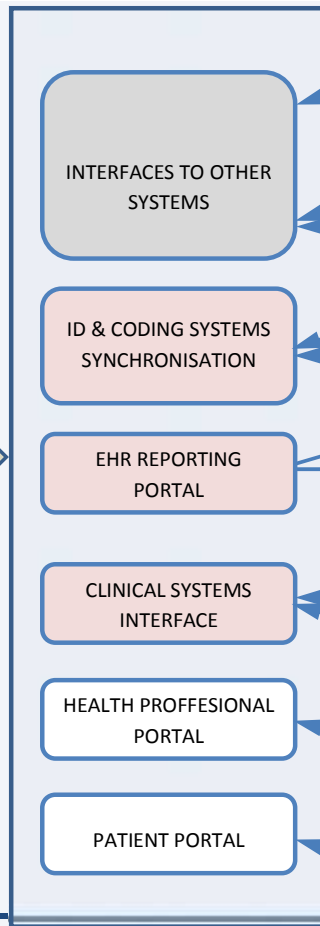 INTERFACES TO OTHER
SYSTEMS
ID & CODING SYSTEMS
SYNCHRONISATION
EHR REPORTING
PORTAL
CLINICAL SYSTEMS
INTERFACE
HEALTH PROFFESIONAL
PORTAL
PATIENT PORTAL